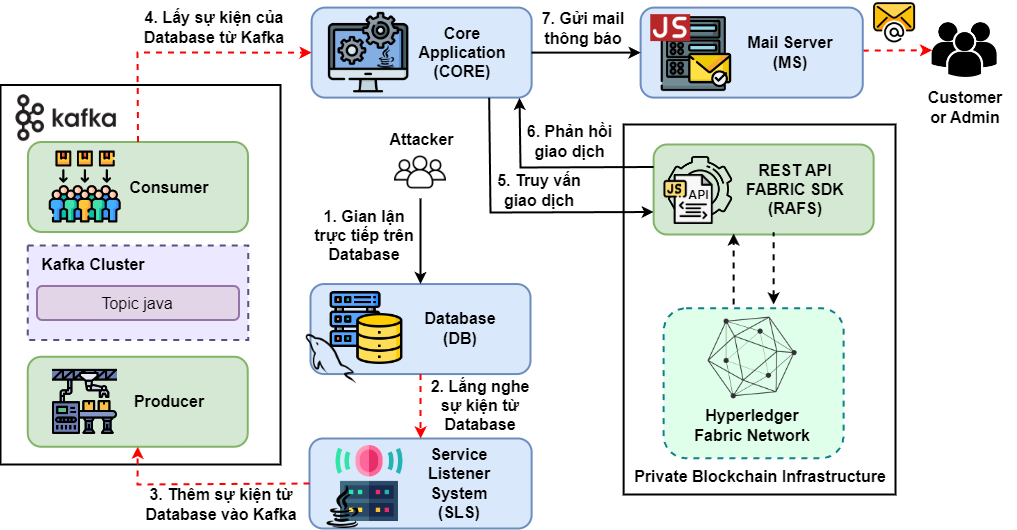 4. Lấy sự kiện của
Database từ Kafka
Core
Application
(CORE)
7. Gửi mail
thông báo
JS
Mail Server
(MS)
Customer
or Admin
kafka
Consumer
Kafka Cluster
Topic java
Producer
Attacker
1. Gian lận
trực tiếp trên
Database
6. Phản hồi
giao dịch
5. Truy vấn
giao dịch
JS
API
REST API
FABRIC SDK
(RAFS)
Database
(DB)
2. Lắng nghe
sự kiện từ
Database
Hyperledger
Fabric Network
Private Blockchain Infrastructure
Service
Listener
System
(SLS)
3. Thêm sự kiện từ
Database vào Kafka